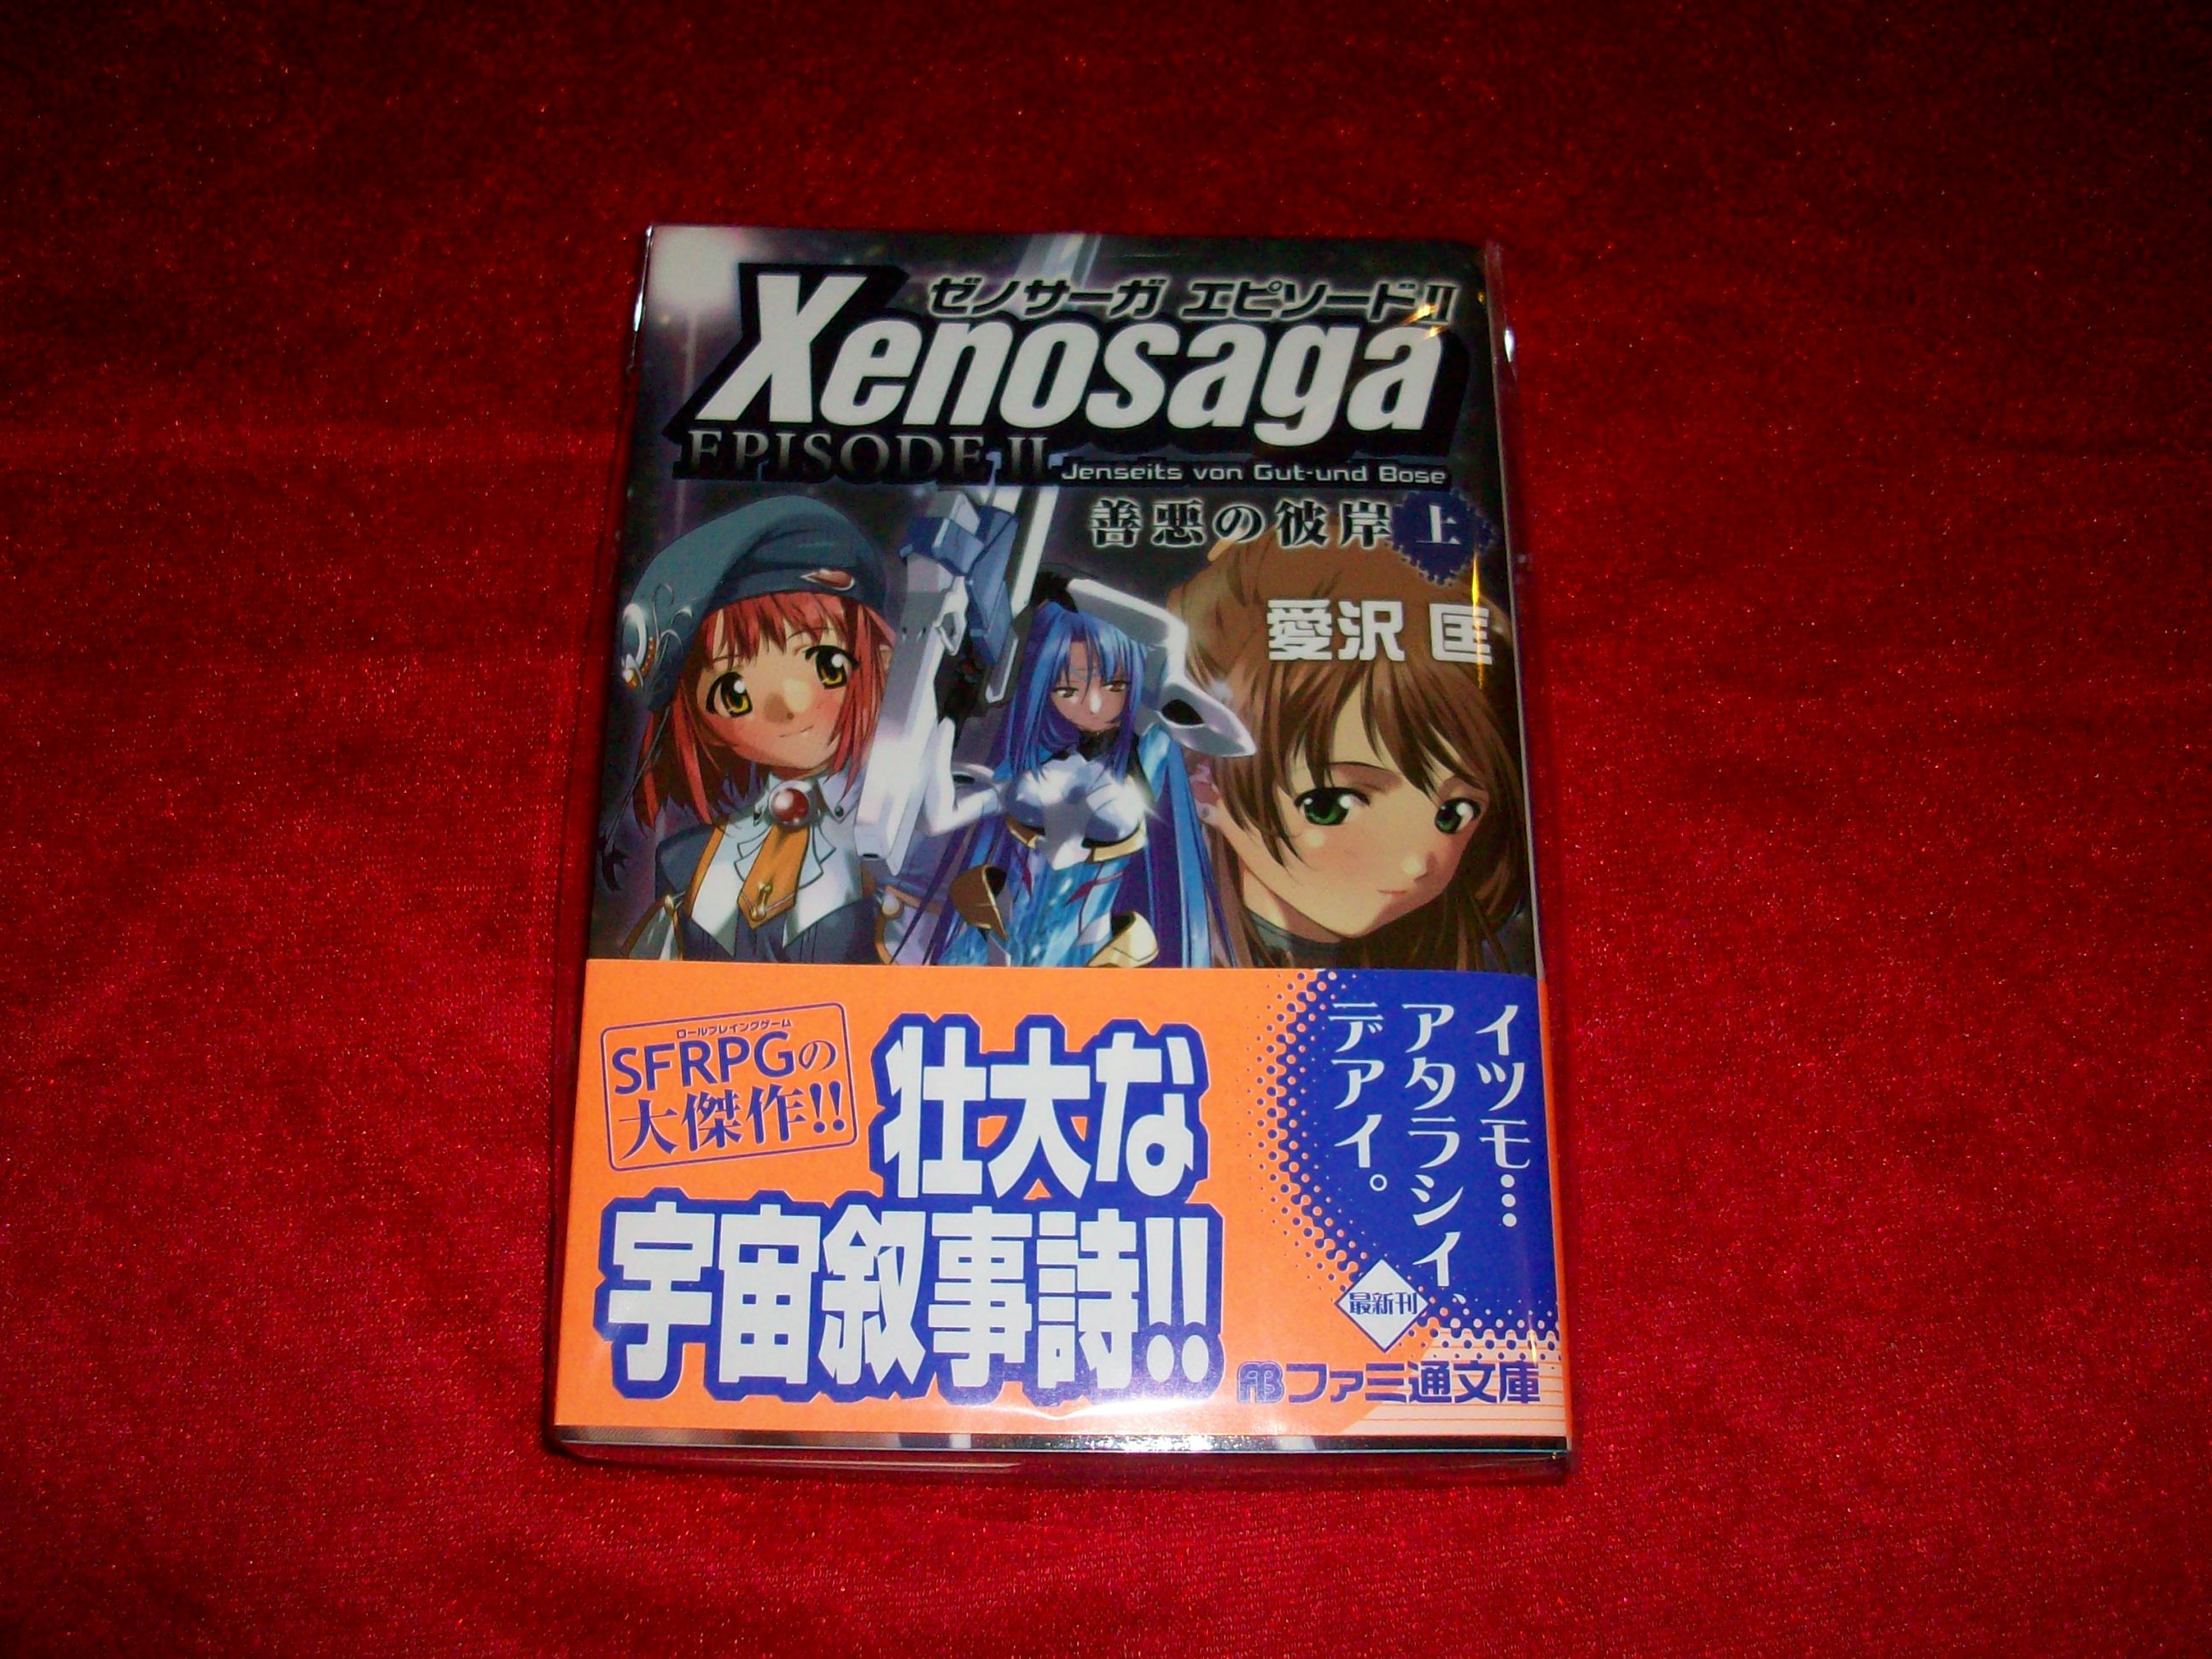 ゼノサーガ エピソードII
Xenosaga
EPISODE II
Jenseits von Gut und Bose
善悪の彼岸 上
愛沢 匡
ロールプレイングゲーム
SFRPGの
大傑作!!
壮大な
宇宙叙事詩!!
イツモ…
アタラシイ、
デアイ。
最新刊
FB ファミ通文庫